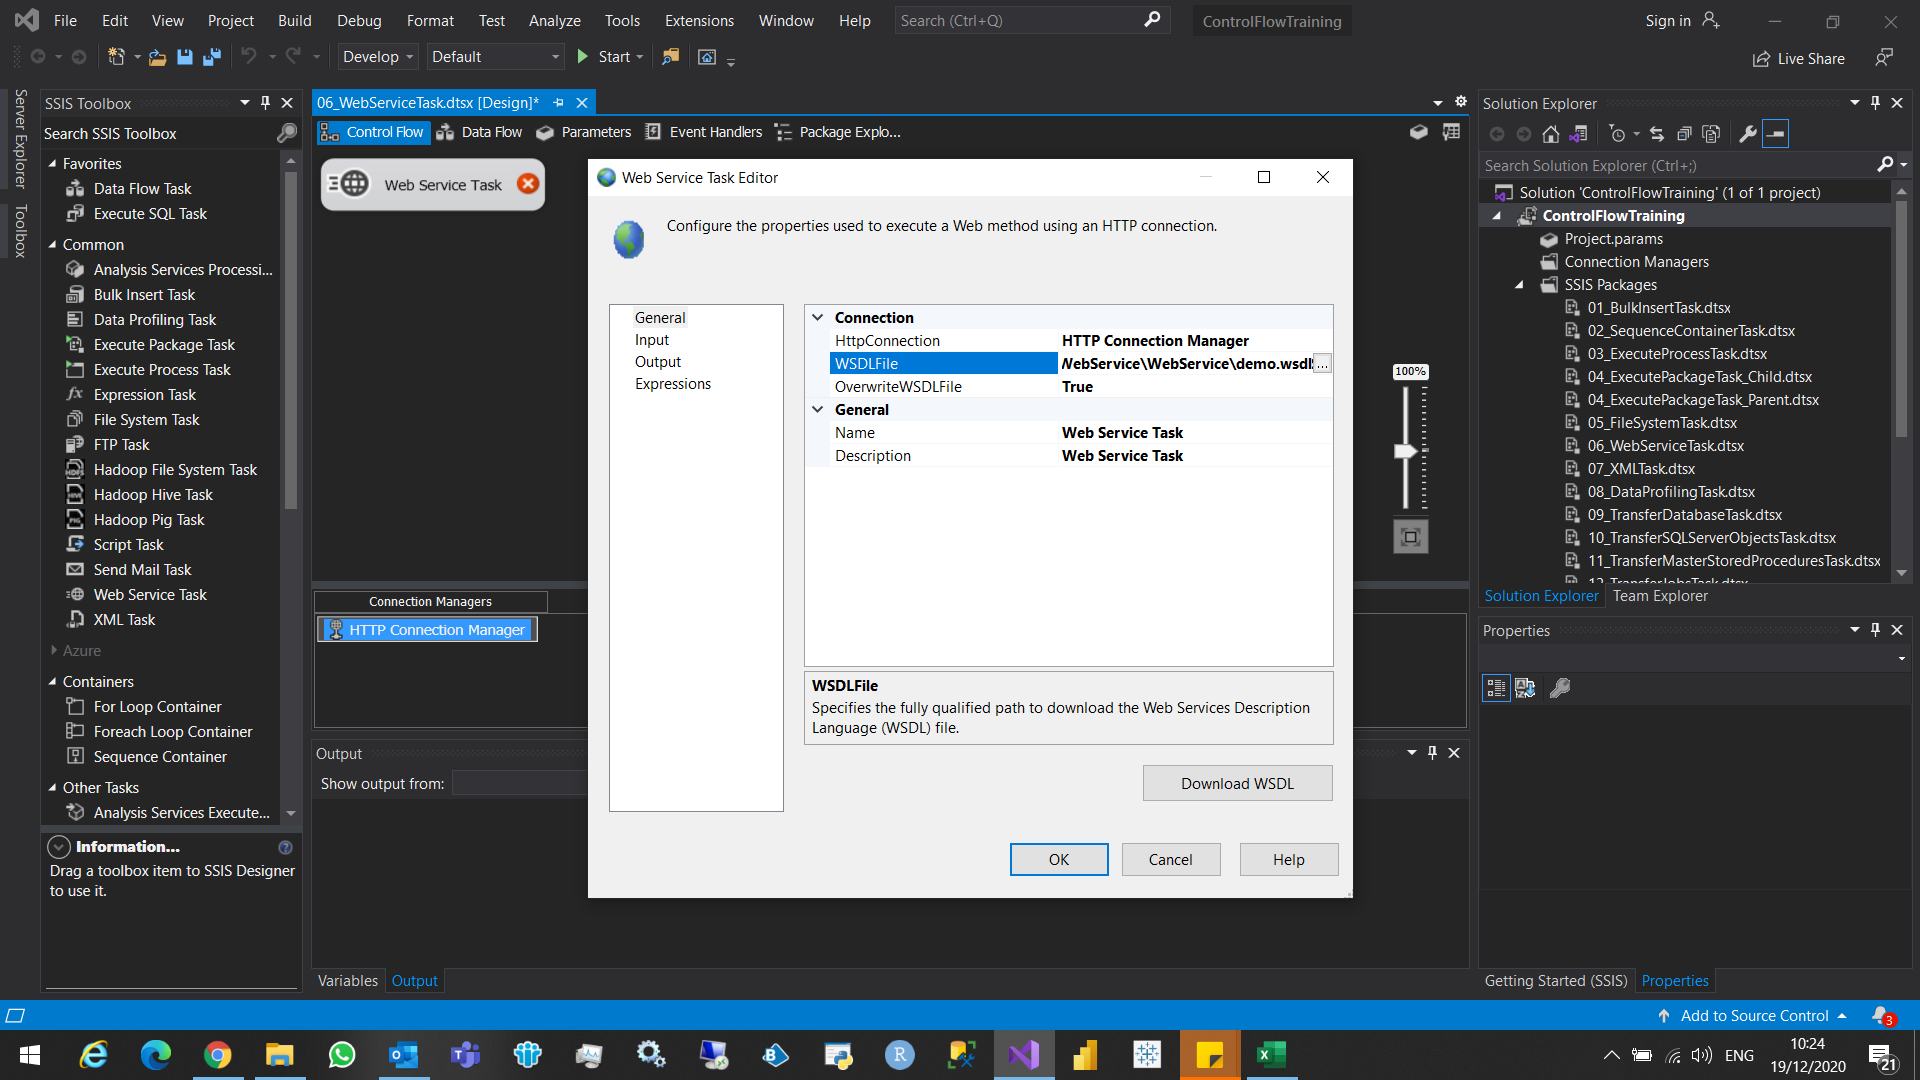 File Edit View Project Build Debug Format Test Analyze Tools Extensions Window Help Search (Ctrl+Q) ControlFlowTraining Sign in
Develop Default Start Live Share
Server Explorer
Toolbox
SSIS Toolbox
Search SSIS Toolbox
Favorites
Data Flow Task
Execute SQL Task
Common
Analysis Services Processi...
Bulk Insert Task
Data Profiling Task
Execute Package Task
Execute Process Task
Expression Task
File System Task
FTP Task
Hadoop File System Task
Hadoop Hive Task
Hadoop Pig Task
Script Task
Send Mail Task
Web Service Task
XML Task
Azure
Containers
For Loop Container
Foreach Loop Container
Sequence Container
Other Tasks
Analysis Services Execute...
Information...
Drag a toolbox item to SSIS Designer
to use it.
06_WebServiceTask.dtsx [Design]*
Control Flow Data Flow Parameters Event Handlers Package Explo...
Web Service Task
100%
Connection Managers
HTTP Connection Manager
Output
Show output from:
Variables Output
Web Service Task Editor
Configure the properties used to execute a Web method using an HTTP connection.
General
Input
Output
Expressions
Connection
HttpConnection HTTP Connection Manager
WSDLFile WebService\WebService\demo.wsdl ...
OverwriteWSDLFile True
General
Name Web Service Task
Description Web Service Task
WSDLFile
Specifies the fully qualified path to download the Web Services Description
Language (WSDL) file.
Download WSDL
OK Cancel Help
Solution Explorer
Search Solution Explorer (Ctrl+;)
Solution 'ControlFlowTraining' (1 of 1 project)
ControlFlowTraining
Project.params
Connection Managers
SSIS Packages
01_BulkInsertTask.dtsx
02_SequenceContainerTask.dtsx
03_ExecuteProcessTask.dtsx
04_ExecutePackageTask_Child.dtsx
04_ExecutePackageTask_Parent.dtsx
05_FileSystemTask.dtsx
06_WebServiceTask.dtsx
07_XMLTask.dtsx
08_DataProfilingTask.dtsx
09_TransferDatabaseTask.dtsx
10_TransferSQLServerObjectsTask.dtsx
11_TransferMasterStoredProceduresTask.dtsx
12_TransferJobsTask.dtsx
Solution Explorer Team Explorer
Properties
Getting Started (SSIS) Properties
Add to Source Control 3
ENG 10:24
19/12/2020 21